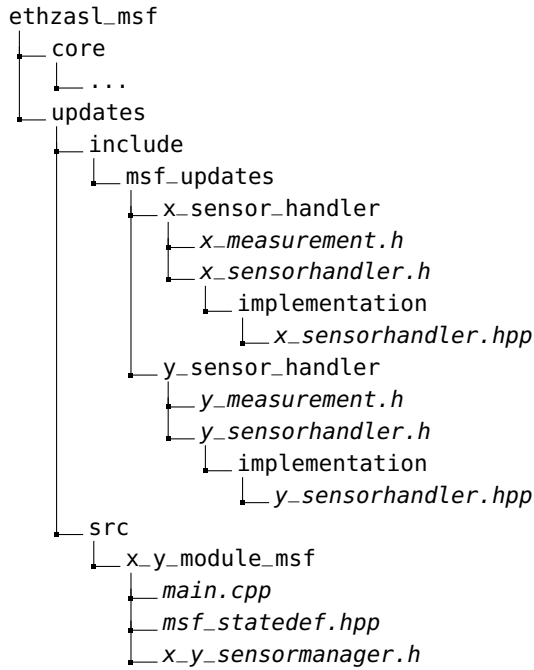 ethzasl_msf
core
...
updates
include
msf_updates
x_sensor_handler
x_measurement.h
x_sensorhandler.h
implementation
x_sensorhandler.hpp
y_sensor_handler
y_measurement.h
y_sensorhandler.h
implementation
y_sensorhandler.hpp
src
x_y_module_msf
main.cpp
msf_statedef.hpp
x_y_sensormanager.h